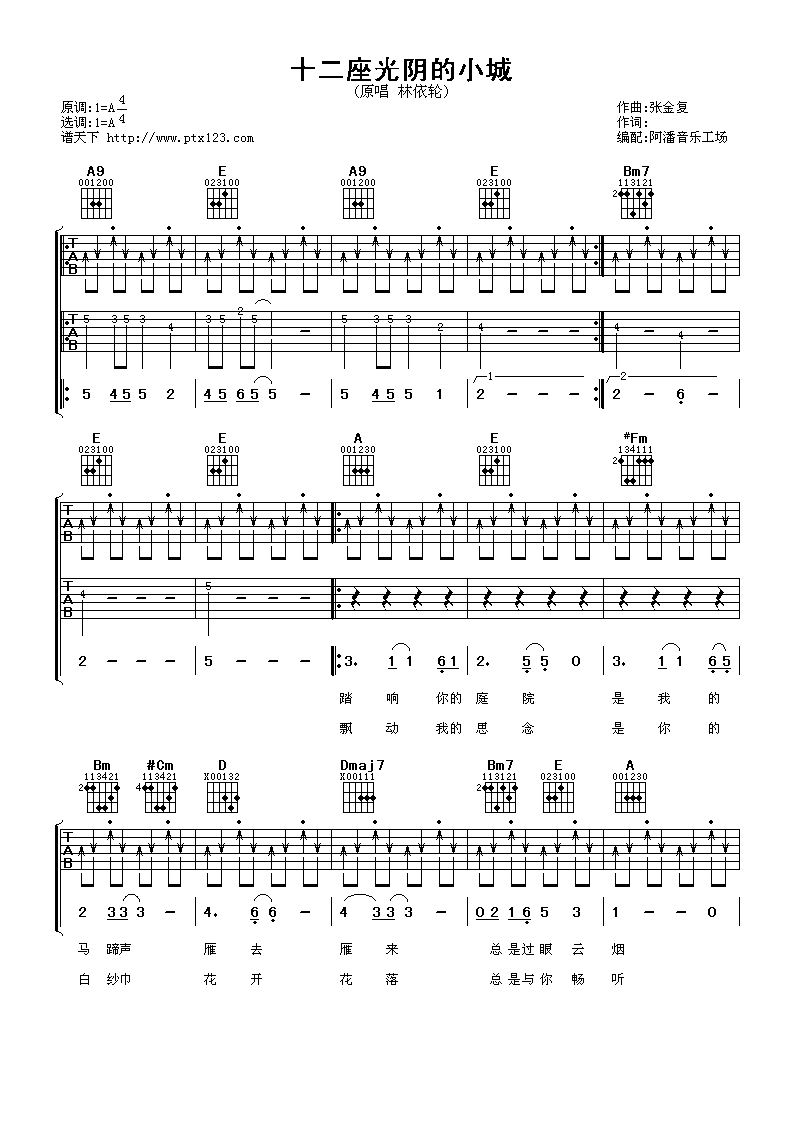 十二座光阴的小城
(原唱 林依轮)
原调:1=A 4/4
选调:1=A
谱天下 http://www.ptx123.com
作曲:张金复
作词:
编配:阿潘音乐工场
A9 E A9 E Bm7
001200 023100 001200 023100 113121
2
T
A
B
5 3 5 3 4 3 5 2 5 - 5 3 5 3 2 4 - - 4 - 4 -
T
A
B
1 2
5 4 5 5 2 4 5 6 5 5 - 5 4 5 5 1 2 - - - 2 - 6 -
E E A E #Fm
023100 023100 001230 023100 134111
2
T
A
B
4 - - - 5 - - -
T
A
B
2 - - - 5 - - - 3. 1 1 6 1 2. 5 5 0 3. 1 1 6 5
踏 响 你的 庭 院 是 我 的
飘 动 我的 思 念 是 你 的
Bm #Cm D Dmaj7 Bm7 E A
113421 113421 X00132 X00111 113121 023100 001230
2 4 2
T
A
B
2 3 3 3 - 4. 6 6 - 4 3 3 3 - 0 2 1 6 5 3 1 - - 0
马 蹄声 雁 去 雁 来 总 是过 眼 云 烟
白 纱巾 花 开 花 落 总 是与 你 畅 听